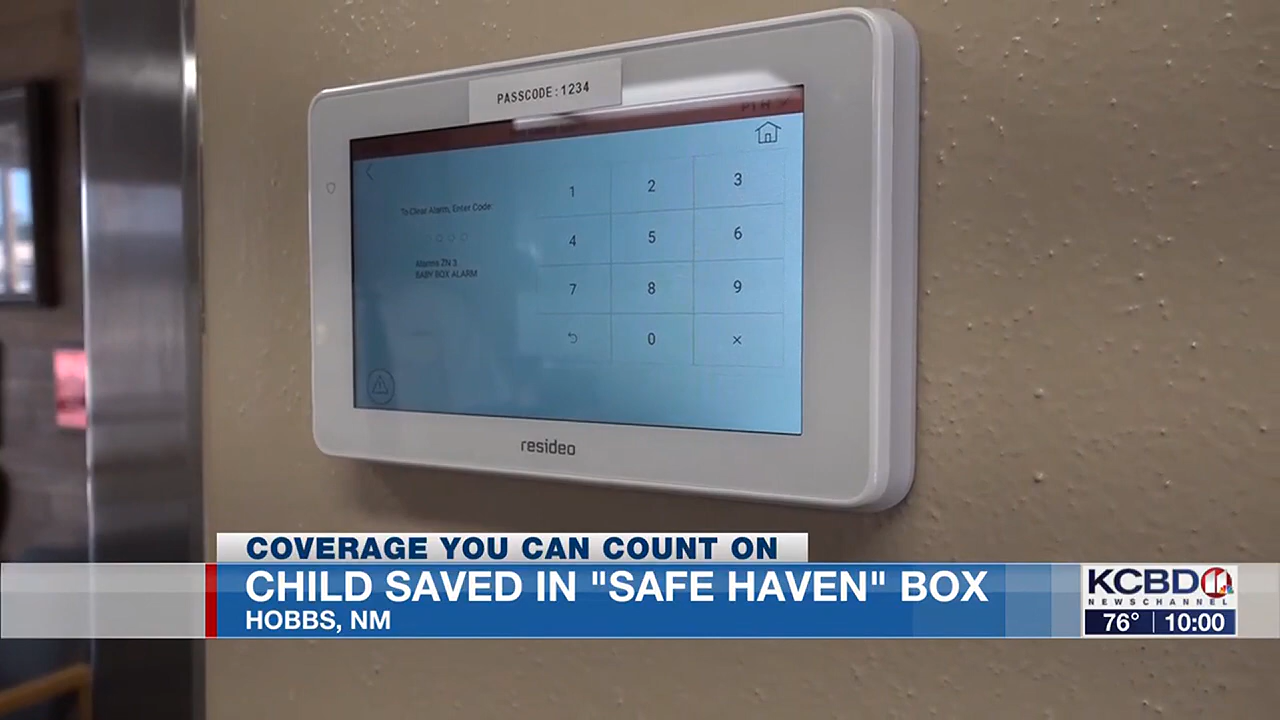 PASSCODE:1234
To Clear Alarm, Enter Code:
Alarms ZN 3
BABY BOX ALARM
1 2 3
4 5 6
7 8 9
0 ×
resideo
COVERAGE YOU CAN COUNT ON
CHILD SAVED IN "SAFE HAVEN" BOX
HOBBS, NM
KCBD 11
NEWSCHANNEL
76° 10:00